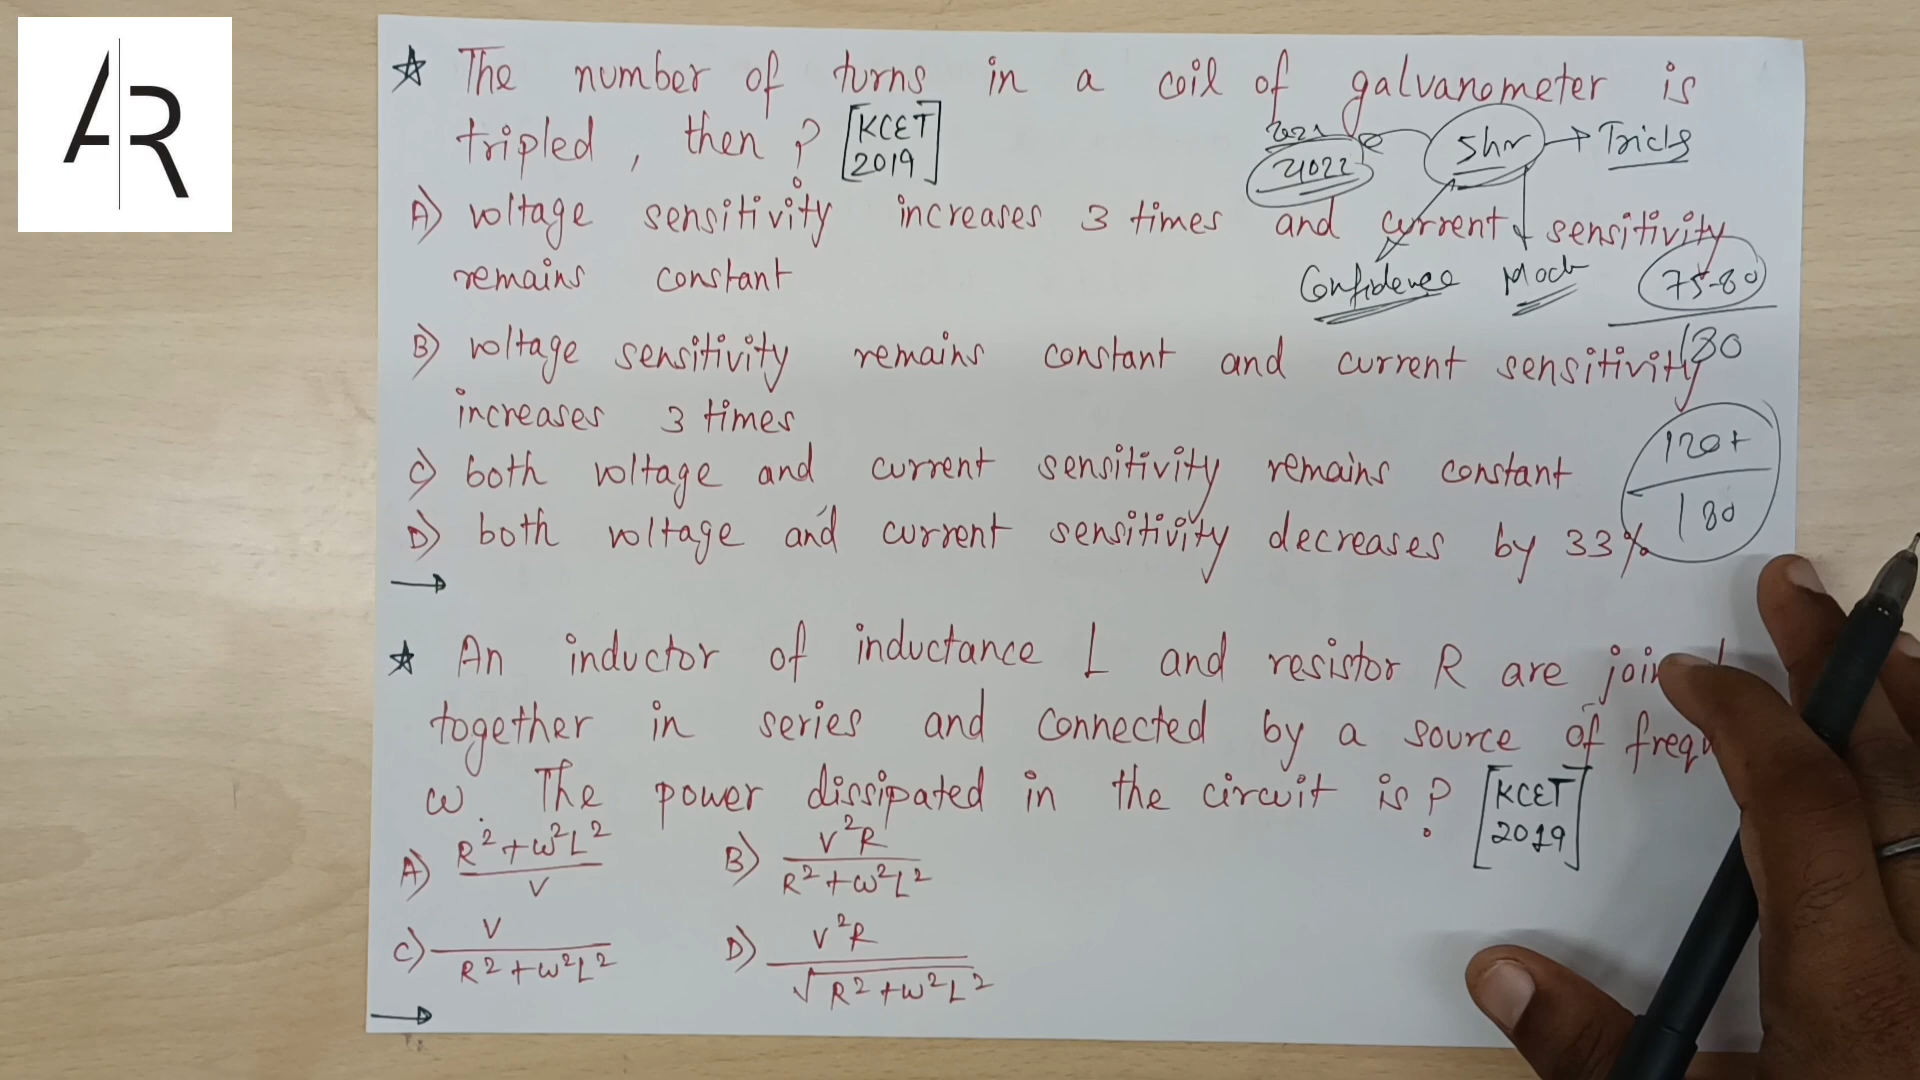 AR
☆ The number of turns in a coil of galvanometer is
tripled, then? [KCET 2019]
2021
21022
5hr → Tricks
A) voltage sensitivity increases 3 times and current sensitivity
remains constant
Confidence Mock
75-80
180
B) voltage sensitivity remains constant and current sensitivity
increases 3 times
C) both voltage and current sensitivity remains constant
120+
180
D) both voltage and current sensitivity decreases by 33%
→
☆ An inductor of inductance L and resistor R are
together in series and connected by a source of
ω. The power dissipated in the circuit is? [KCET 2019]
A) R²+ω²L² / V
B) V²R / R²+ω²L²
C) V / R²+ω²L²
D) V²R / √R²+ω²L²
→